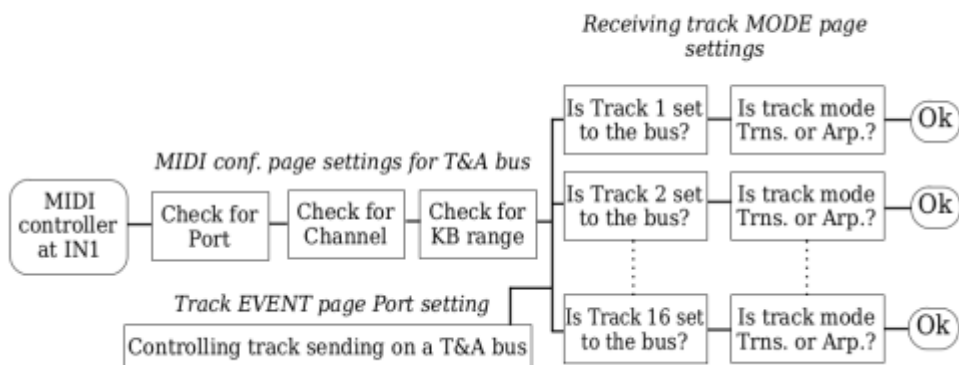 Receiving track MODE page
settings
Is Track 1 set
to the bus?
Is track mode
Trns. or Arp.?
Ok
MIDI conf. page settings for T&A bus
MIDI
controller
at IN1
Check for
Port
Check for
Channel
Check for
KB range
Is Track 2 set
to the bus?
Is track mode
Trns. or Arp.?
Ok
Track EVENT page Port setting
Controlling track sending on a T&A bus
Is Track 16 set
to the bus?
Is track mode
Trns. or Arp.?
Ok